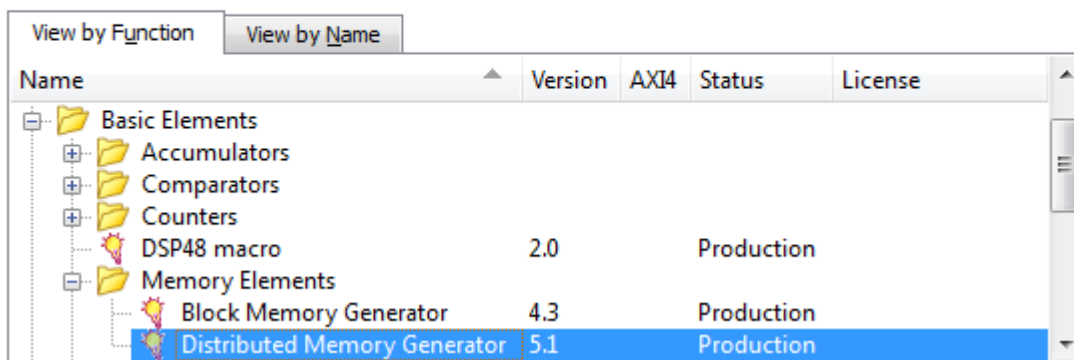 View by Function View by Name
Name Version AXI4 Status License
Basic Elements
Accumulators
Comparators
Counters
DSP48 macro 2.0 Production
Memory Elements
Block Memory Generator 4.3 Production
Distributed Memory Generator 5.1 Production